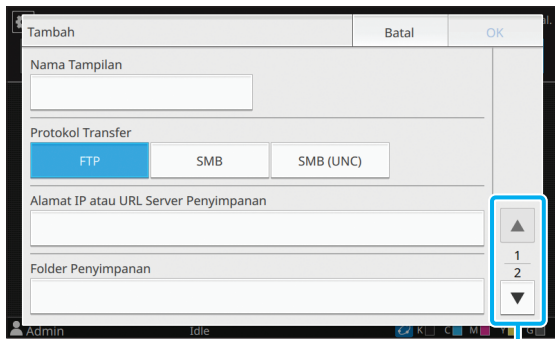 Tambah
Batal
OK
Nama Tampilan
Protokol Transfer
FTP
SMB
SMB (UNC)
Alamat IP atau URL Server Penyimpanan
1
2
Folder Penyimpanan
Admin
Idle
K
C
M
Y
G